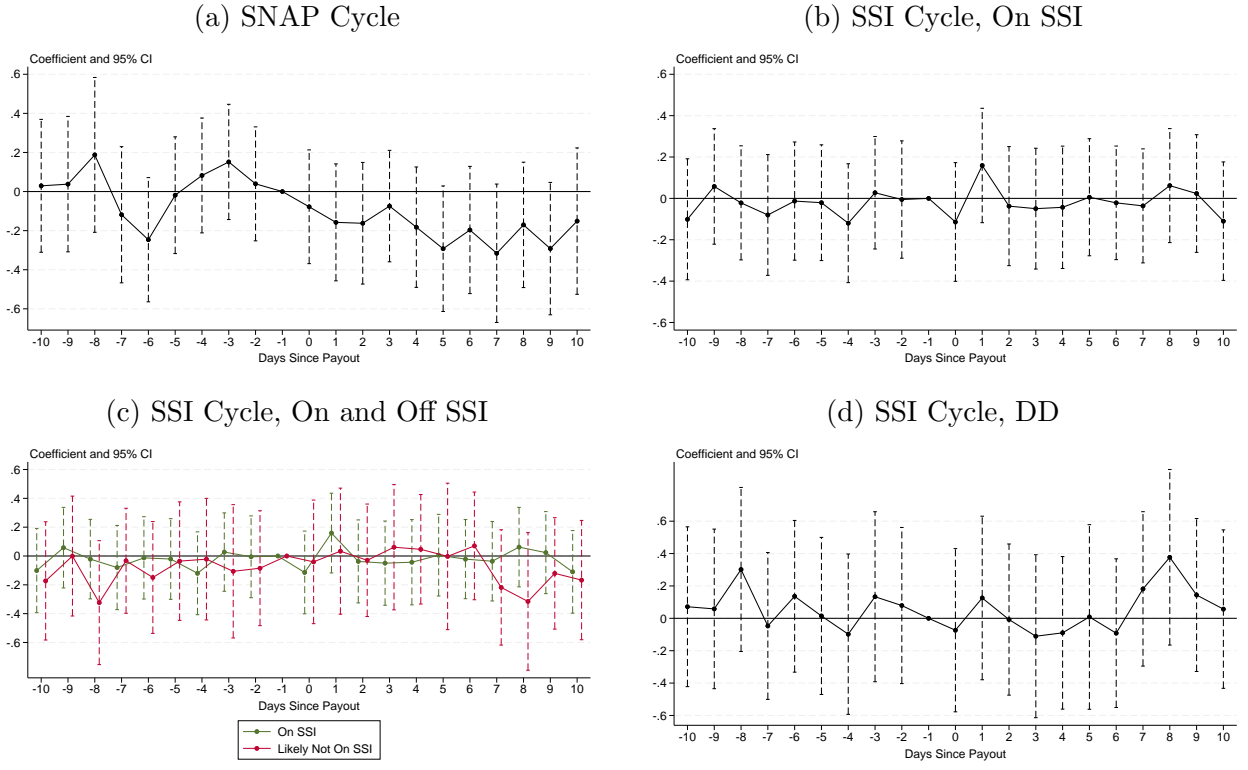 (a) SNAP Cycle
Coefficient and 95% CI
.6
.4
.2
0
-.2
-.4
-.6
-10 -9 -8 -7 -6 -5 -4 -3 -2 -1 0 1 2 3 4 5 6 7 8 9 10
Days Since Payout
(b) SSI Cycle, On SSI
Coefficient and 95% CI
.6
.4
.2
0
-.2
-.4
-.6
-10 -9 -8 -7 -6 -5 -4 -3 -2 -1 0 1 2 3 4 5 6 7 8 9 10
Days Since Payout
(c) SSI Cycle, On and Off SSI
Coefficient and 95% CI
.6
.4
.2
0
-.2
-.4
-.6
-10 -9 -8 -7 -6 -5 -4 -3 -2 -1 0 1 2 3 4 5 6 7 8 9 10
Days Since Payout
On SSI
Likely Not On SSI
(d) SSI Cycle, DD
Coefficient and 95% CI
.6
.4
.2
0
-.2
-.4
-.6
-10 -9 -8 -7 -6 -5 -4 -3 -2 -1 0 1 2 3 4 5 6 7 8 9 10
Days Since Payout